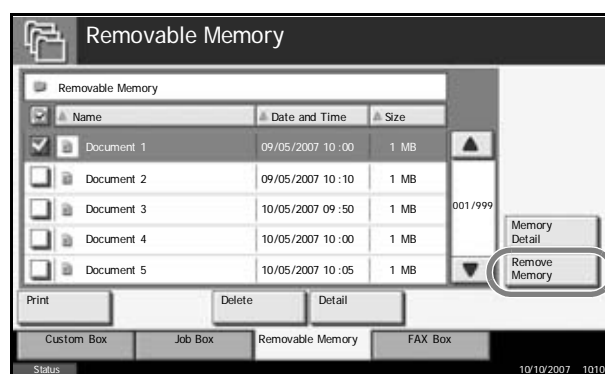 Removable Memory
Removable Memory
Name Date and Time Size
Document 1 09/05/2007 10:00 1 MB
Document 2 09/05/2007 10:10 1 MB
Document 3 10/05/2007 09:50 1 MB
Document 4 10/05/2007 10:00 1 MB
Document 5 10/05/2007 10:05 1 MB
001/999
Memory
Detail
Remove
Memory
Print Delete Detail
Custom Box Job Box Removable Memory FAX Box
Status 10/10/2007 10:10